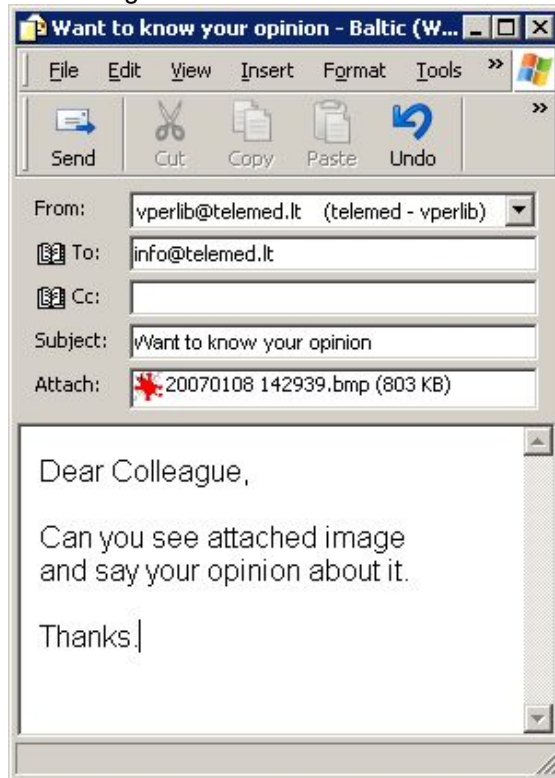 Want to know your opinion - Baltic (W...
File Edit View Insert Format Tools »
Send Cut Copy Paste Undo »
From: vperlib@telemed.lt (telemed - vperlib)
To: info@telemed.lt
Cc:
Subject: Want to know your opinion
Attach: 20070108 142939.bmp (803 KB)
Dear Colleague,
Can you see attached image
and say your opinion about it.
Thanks.